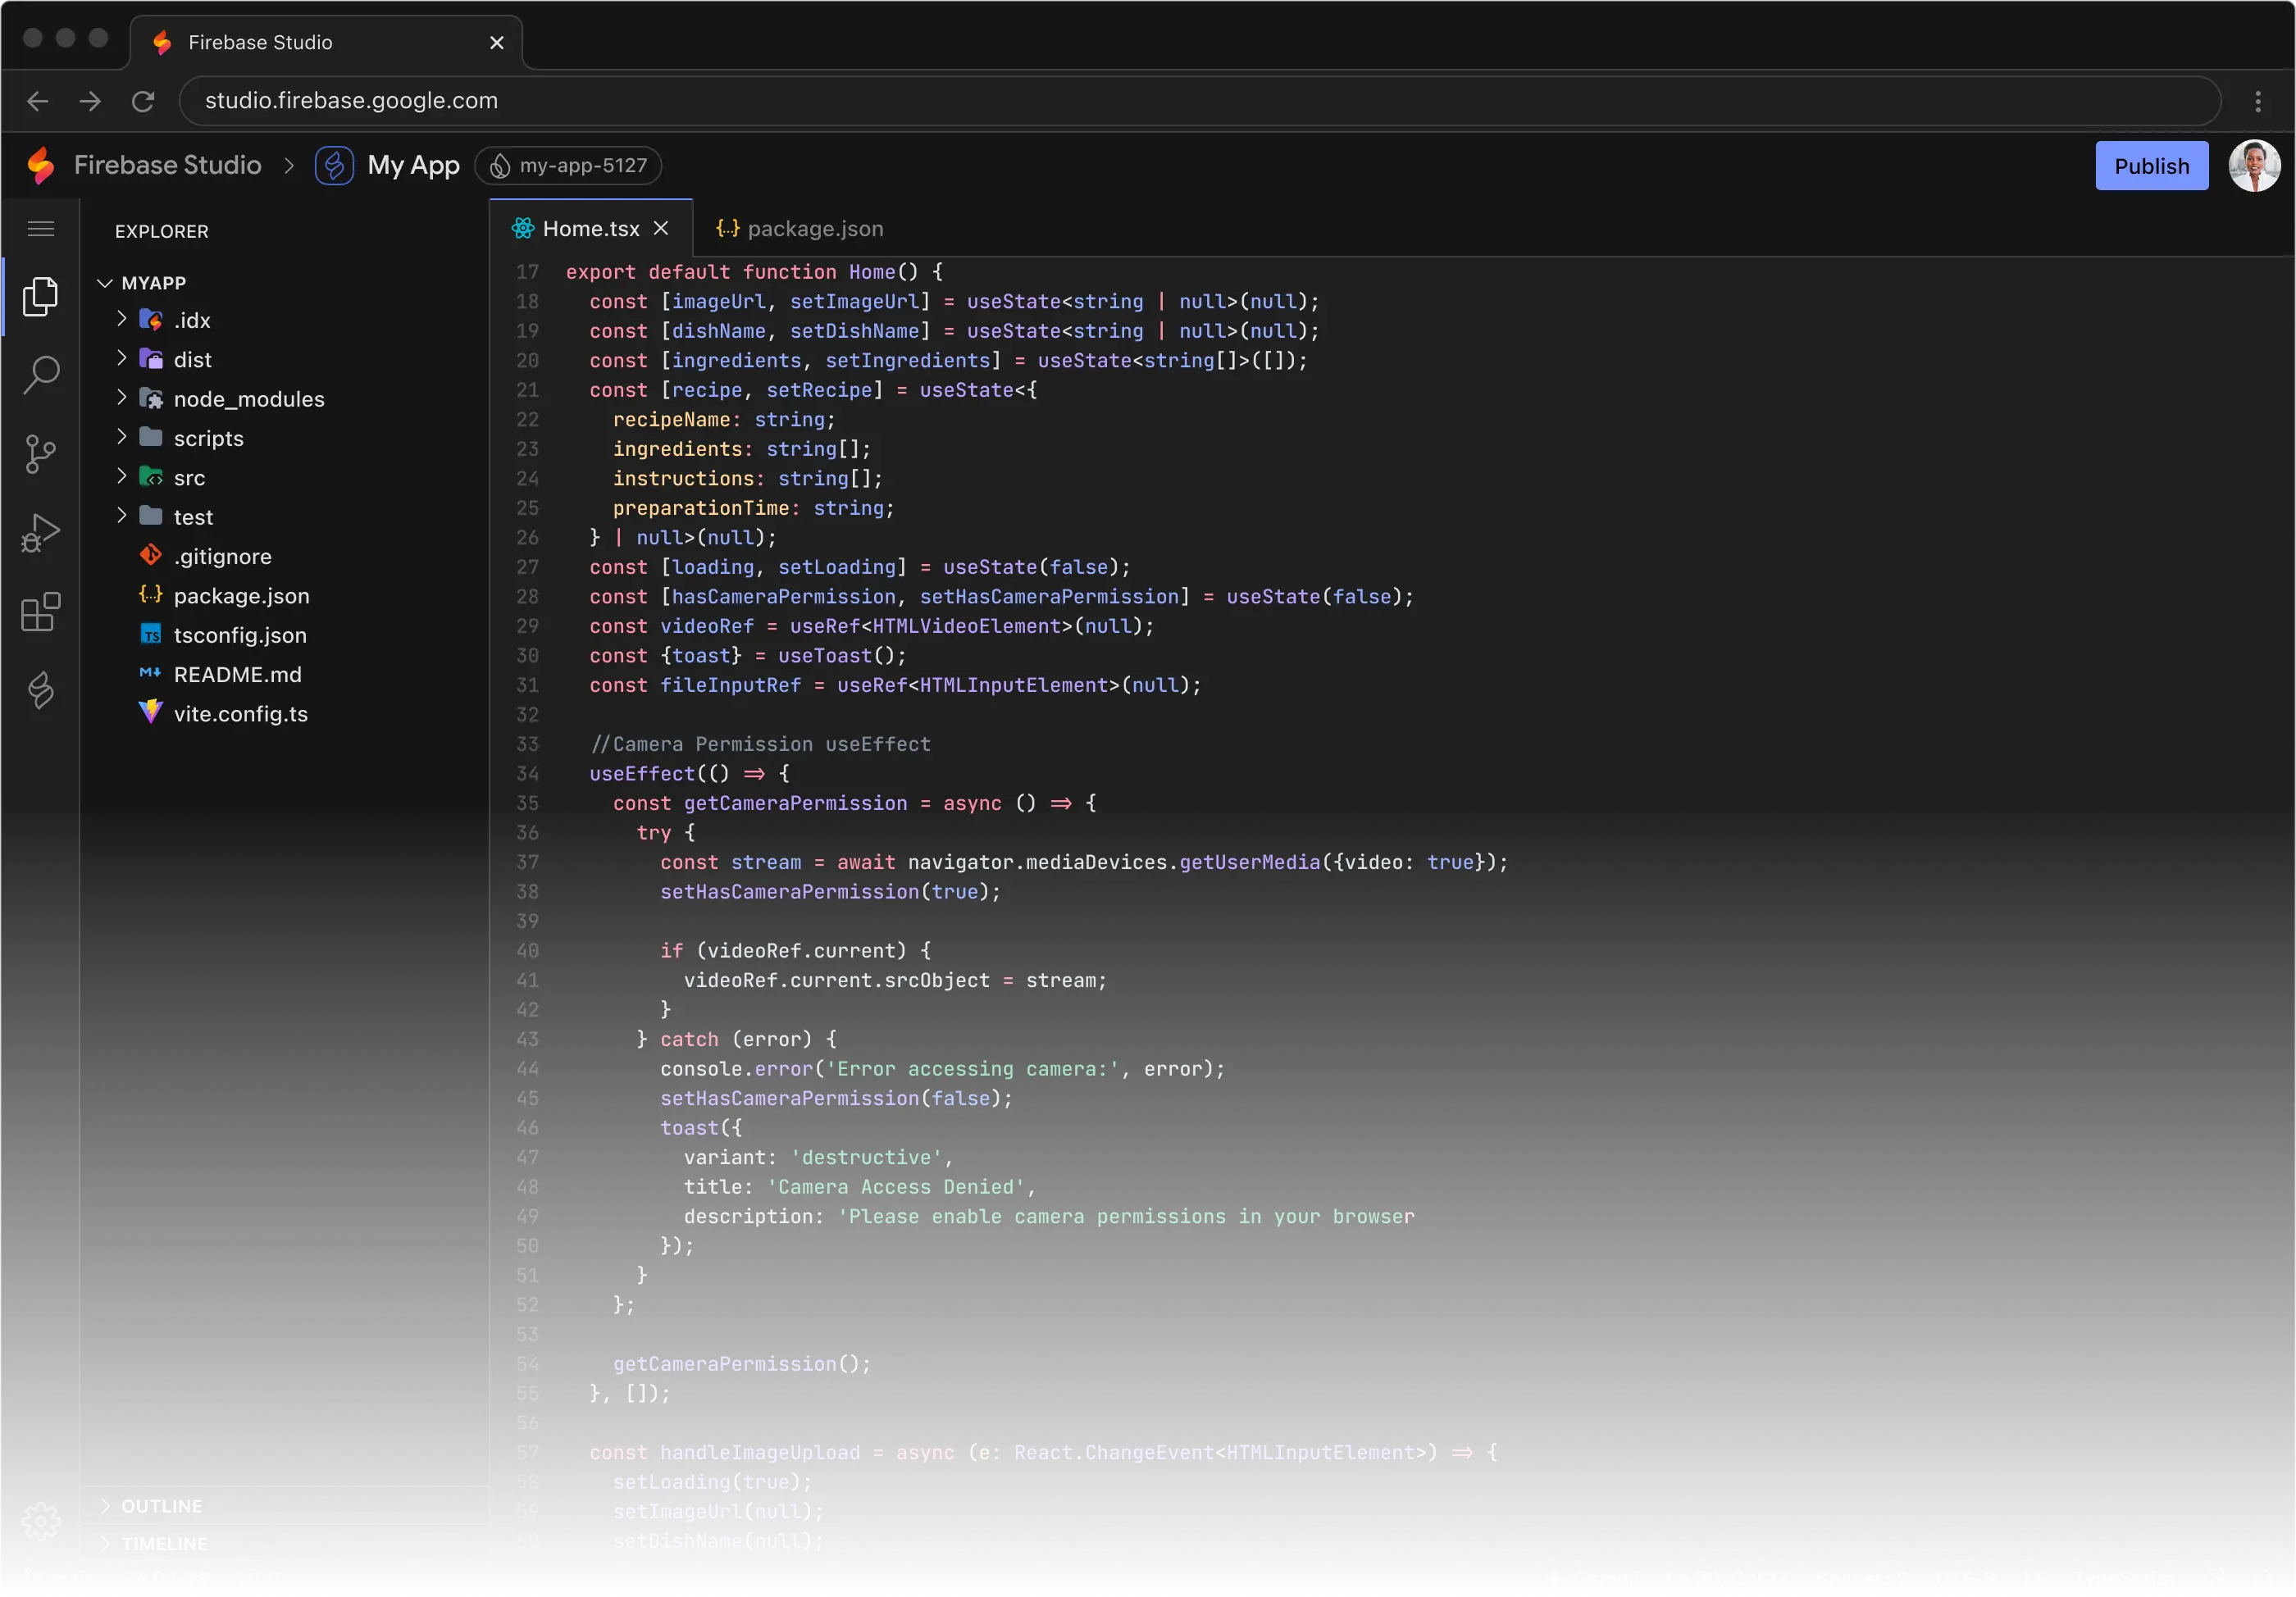 Firebase Studio
studio.firebase.google.com
Firebase Studio > My App my-app-5127
Publish
EXPLORER
MYAPP
.idx
dist
node_modules
scripts
src
test
.gitignore
{..} package.json
TS tsconfig.json
M↓ README.md
vite.config.ts
OUTLINE
TIMELINE
Home.tsx
{..} package.json
17 export default function Home() {
18 const [imageUrl, setImageUrl] = useState<string | null>(null);
19 const [dishName, setDishName] = useState<string | null>(null);
20 const [ingredients, setIngredients] = useState<string[]>([]);
21 const [recipe, setRecipe] = useState<{
22 recipeName: string;
23 ingredients: string[];
24 instructions: string[];
25 preparationTime: string;
26 } | null>(null);
27 const [loading, setLoading] = useState(false);
28 const [hasCameraPermission, setHasCameraPermission] = useState(false);
29 const videoRef = useRef<HTMLVideoElement>(null);
30 const {toast} = useToast();
31 const fileInputRef = useRef<HTMLInputElement>(null);
32
33 //Camera Permission useEffect
34 useEffect(() => {
35 const getCameraPermission = async () => {
36 try {
37 const stream = await navigator.mediaDevices.getUserMedia({video: true});
38 setHasCameraPermission(true);
39
40 if (videoRef.current) {
41 videoRef.current.srcObject = stream;
42 }
43 } catch (error) {
44 console.error('Error accessing camera:', error);
45 setHasCameraPermission(false);
46 toast({
47 variant: 'destructive',
48 title: 'Camera Access Denied',
49 description: 'Please enable camera permissions in your browser
50 });
51 }
52 };
53
54 getCameraPermission();
55 }, []);
56
57 const handleImageUpload = async (e: React.ChangeEvent<HTMLInputElement>) => {
58 setLoading(true);
59 setImageUrl(null);
60 setDishName(null);